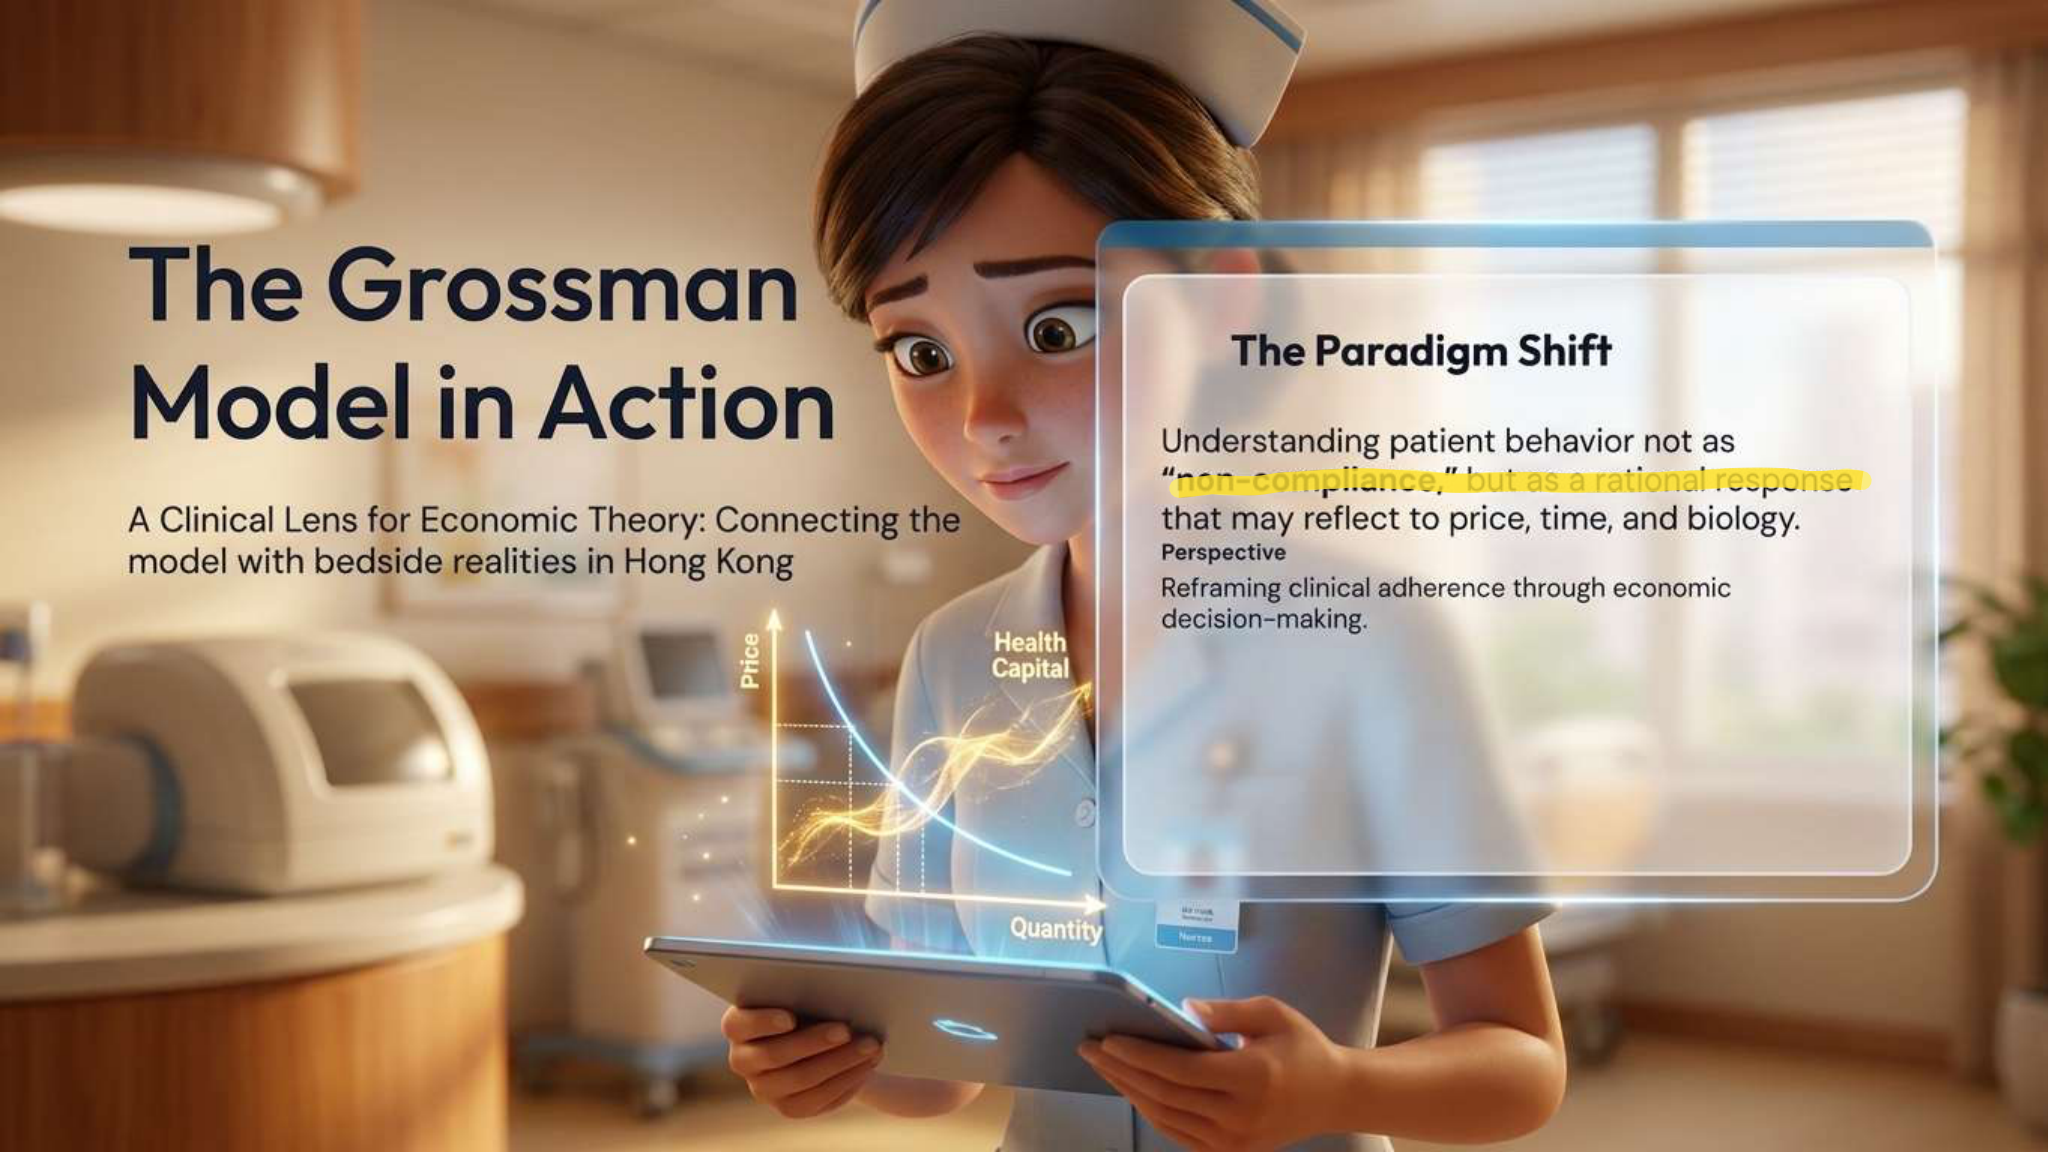 The Grossman
Model in Action
A Clinical Lens for Economic Theory: Connecting the
model with bedside realities in Hong Kong
The Paradigm Shift
Understanding patient behavior not as
“non-compliance,” but as a rational response
that may reflect to price, time, and biology.
Perspective
Reframing clinical adherence through economic
decision-making.
Price
Health
Capital
Quantity